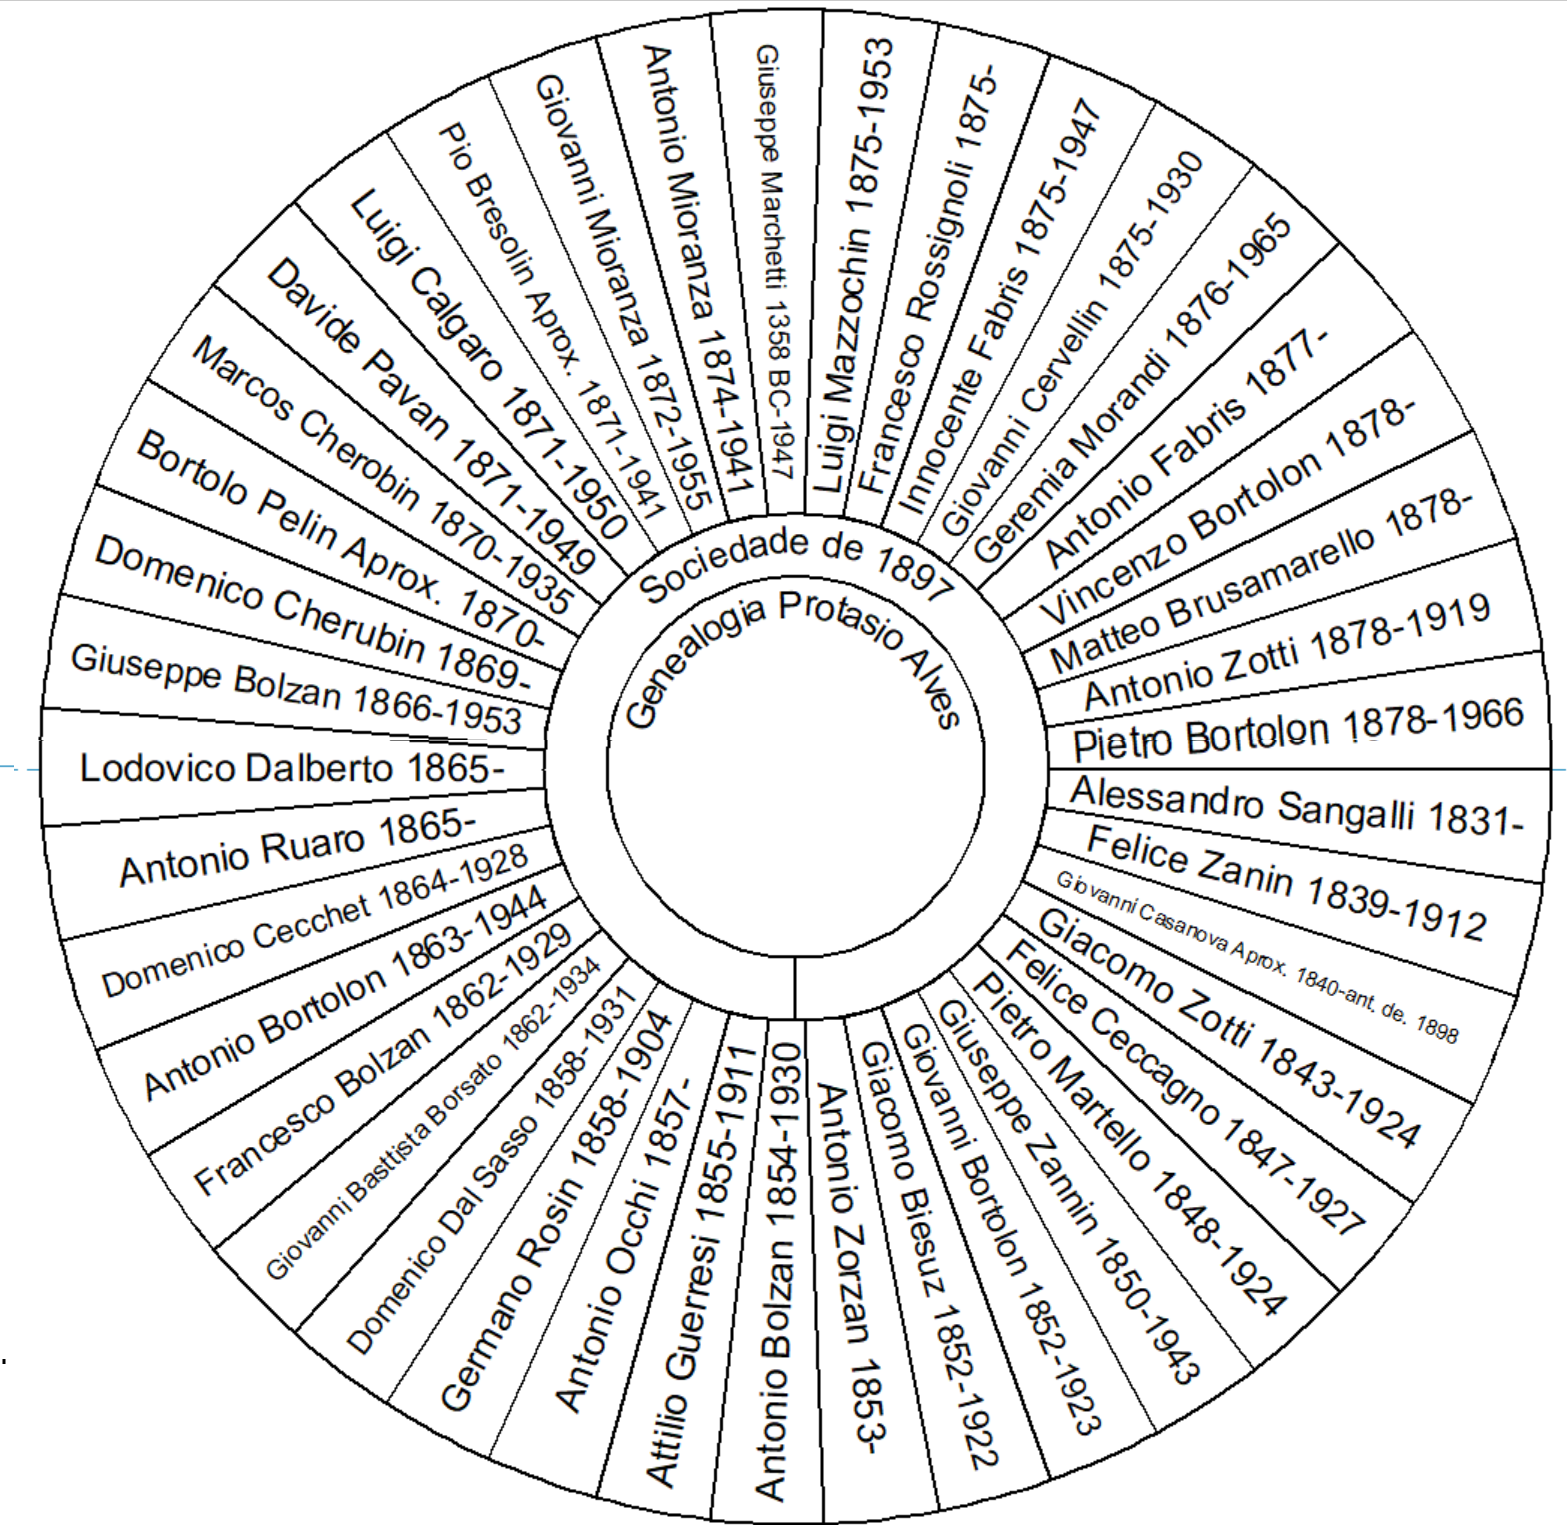 Genealogia Protasio Alves
Sociedade de 1897
Luigi Mazzochin 1875-1953
Francesco Rossignoli 1875-
Innocente Fabris 1875-1947
Giovanni Cervellin 1875-1930
Geremia Morandi 1876-1965
Antonio Fabris 1877-
Vincenzo Bortolon 1878-
Matteo Brusamarello 1878-
Antonio Zotti 1878-1919
Pietro Bortolon 1878-1966
Alessandro Sangalli 1831-
Felice Zanin 1839-1912
Giovanni Casanova Aprox. 1840-ant. de. 1898
Giacomo Zotti 1843-1924
Felice Ceccagno 1847-1927
Pietro Martello 1848-1924
Giuseppe Zannin 1850-1943
Giovanni Bortolon 1852-1923
Giacomo Biesuz 1852-1922
Antonio Zorzan 1853-
Antonio Bolzan 1854-1930
Attilio Guerresi 1855-1911
Antonio Occhi 1857-
Germano Rosin 1858-1904
Domenico Dal Sasso 1858-1931
Giovanni Basttista Borsato 1862-1934
Francesco Bolzan 1862-1929
Antonio Bortolon 1863-1944
Domenico Cecchet 1864-1928
Antonio Ruaro 1865-
Lodovico Dalberto 1865-
Giuseppe Bolzan 1866-1953
Domenico Cherubin 1869-
Bortolo Pelin Aprox. 1870-
Marcos Cherobin 1870-1935
Davide Pavan 1871-1949
Luigi Calgaro 1871-1950
Pio Bresolin Aprox. 1871-1941
Giovanni Mioranza 1872-1955
Antonio Mioranza 1874-1941
Giuseppe Marchetti 1358 BC-1947